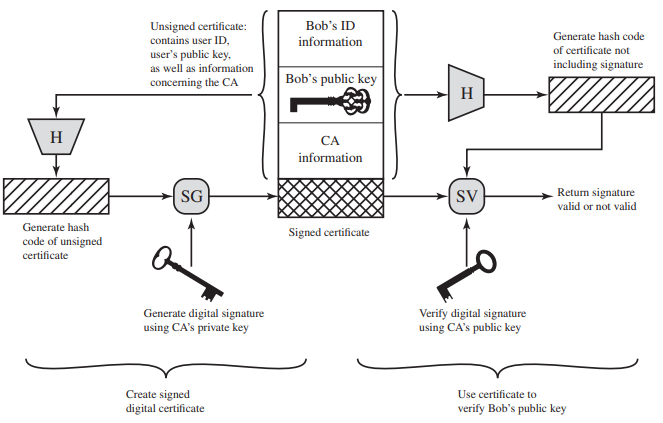 Unsigned certificate:
contains user ID,
user's public key,
as well as information
concerning the CA
Bob's ID
information
Bob's public key
CA
information
Generate hash code
of certificate not
including signature
H
H
SG
SV
Return signature
valid or not valid
Generate hash
code of unsigned
certificate
Signed certificate
Generate digital signature
using CA's private key
Verify digital signature
using CA's public key
Create signed
digital certificate
Use certificate to
verify Bob's public key